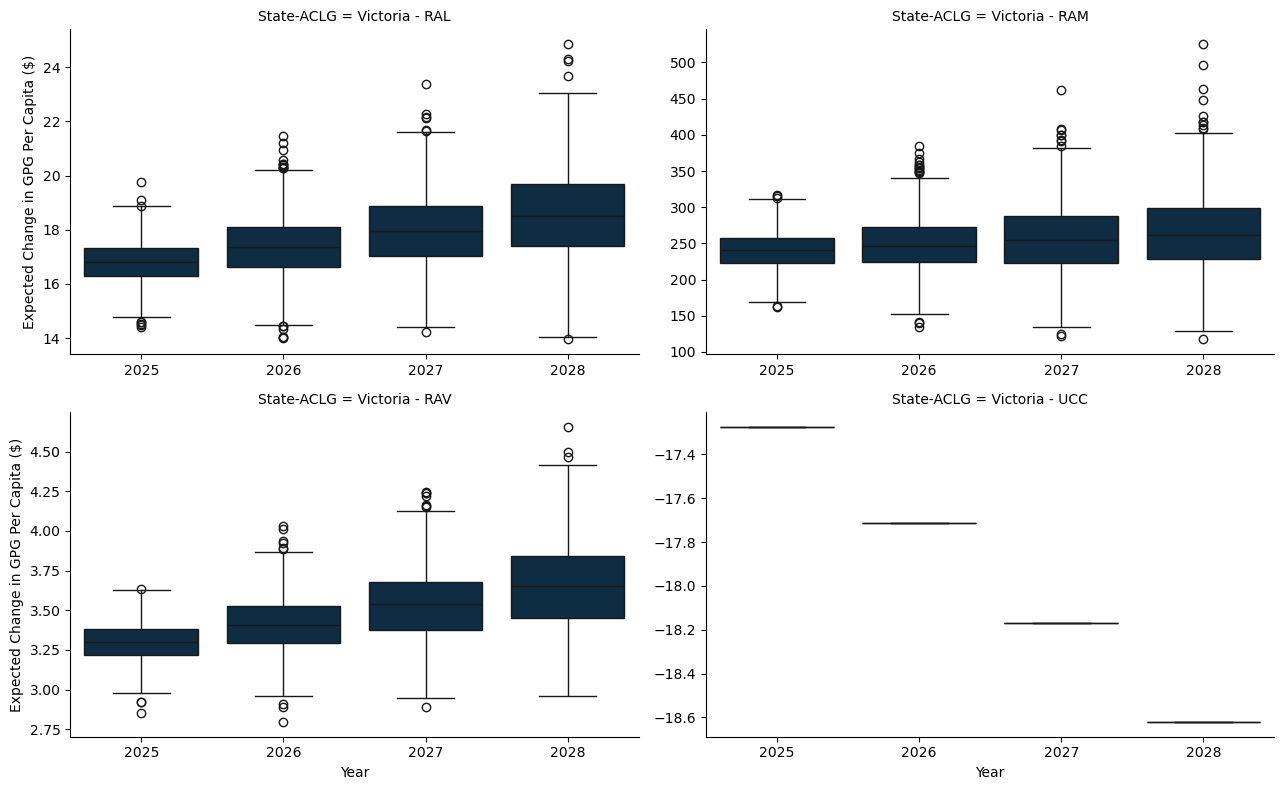 State-ACLG = Victoria - RAL
Expected Change in GPG Per Capita ($)
24
22
20
18
16
14
2025 2026 2027 2028
State-ACLG = Victoria - RAM
500
450
400
350
300
250
200
150
100
2025 2026 2027 2028
State-ACLG = Victoria - RAV
Expected Change in GPG Per Capita ($)
4.50
4.25
4.00
3.75
3.50
3.25
3.00
2.75
2025 2026 2027 2028
Year
State-ACLG = Victoria - UCC
−17.4
−17.6
−17.8
−18.0
−18.2
−18.4
−18.6
2025 2026 2027 2028
Year